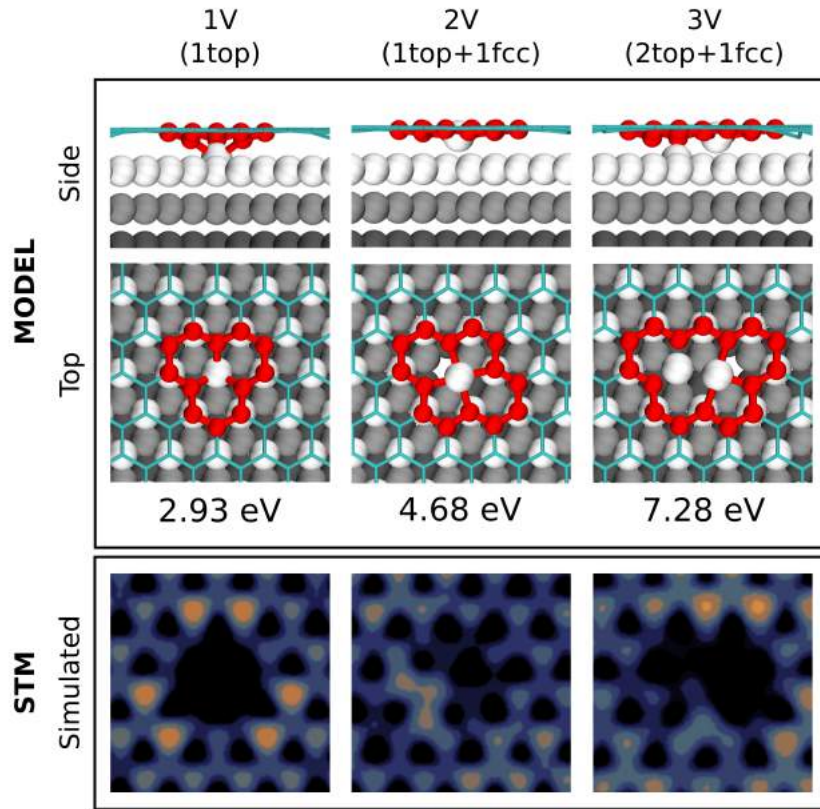 1V
(1top)
2V
(1top+1fcc)
3V
(2top+1fcc)
MODEL
Side
Top
2.93 eV
4.68 eV
7.28 eV
STM
Simulated